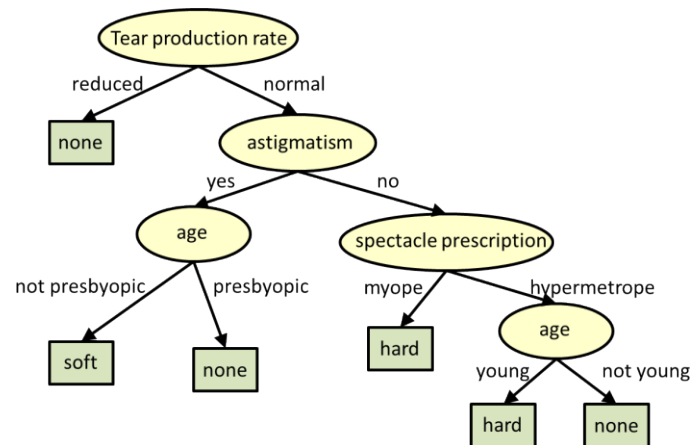 Tear production rate
reduced
normal
none
astigmatism
yes
no
age
spectacle prescription
not presbyopic
presbyopic
myope
hypermetrope
soft
none
hard
age
young
not young
hard
none